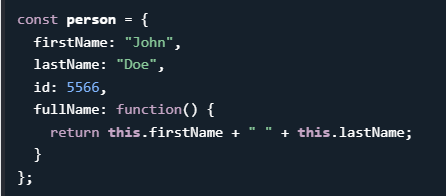 const person = {
  firstName: "John",
  lastName: "Doe",
  id: 5566,
  fullName: function() {
    return this.firstName + " " + this.lastName;
  }
};